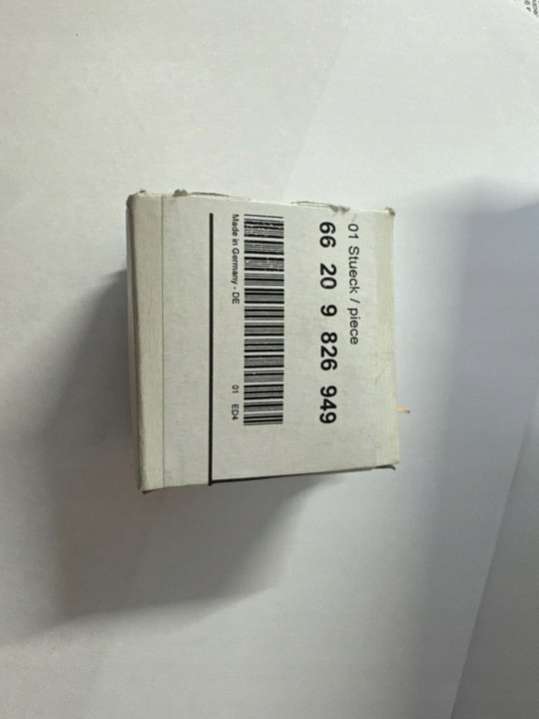 01 Stueck / piece
66 20 9 826 949
Made in Germany - DE
01 ED4